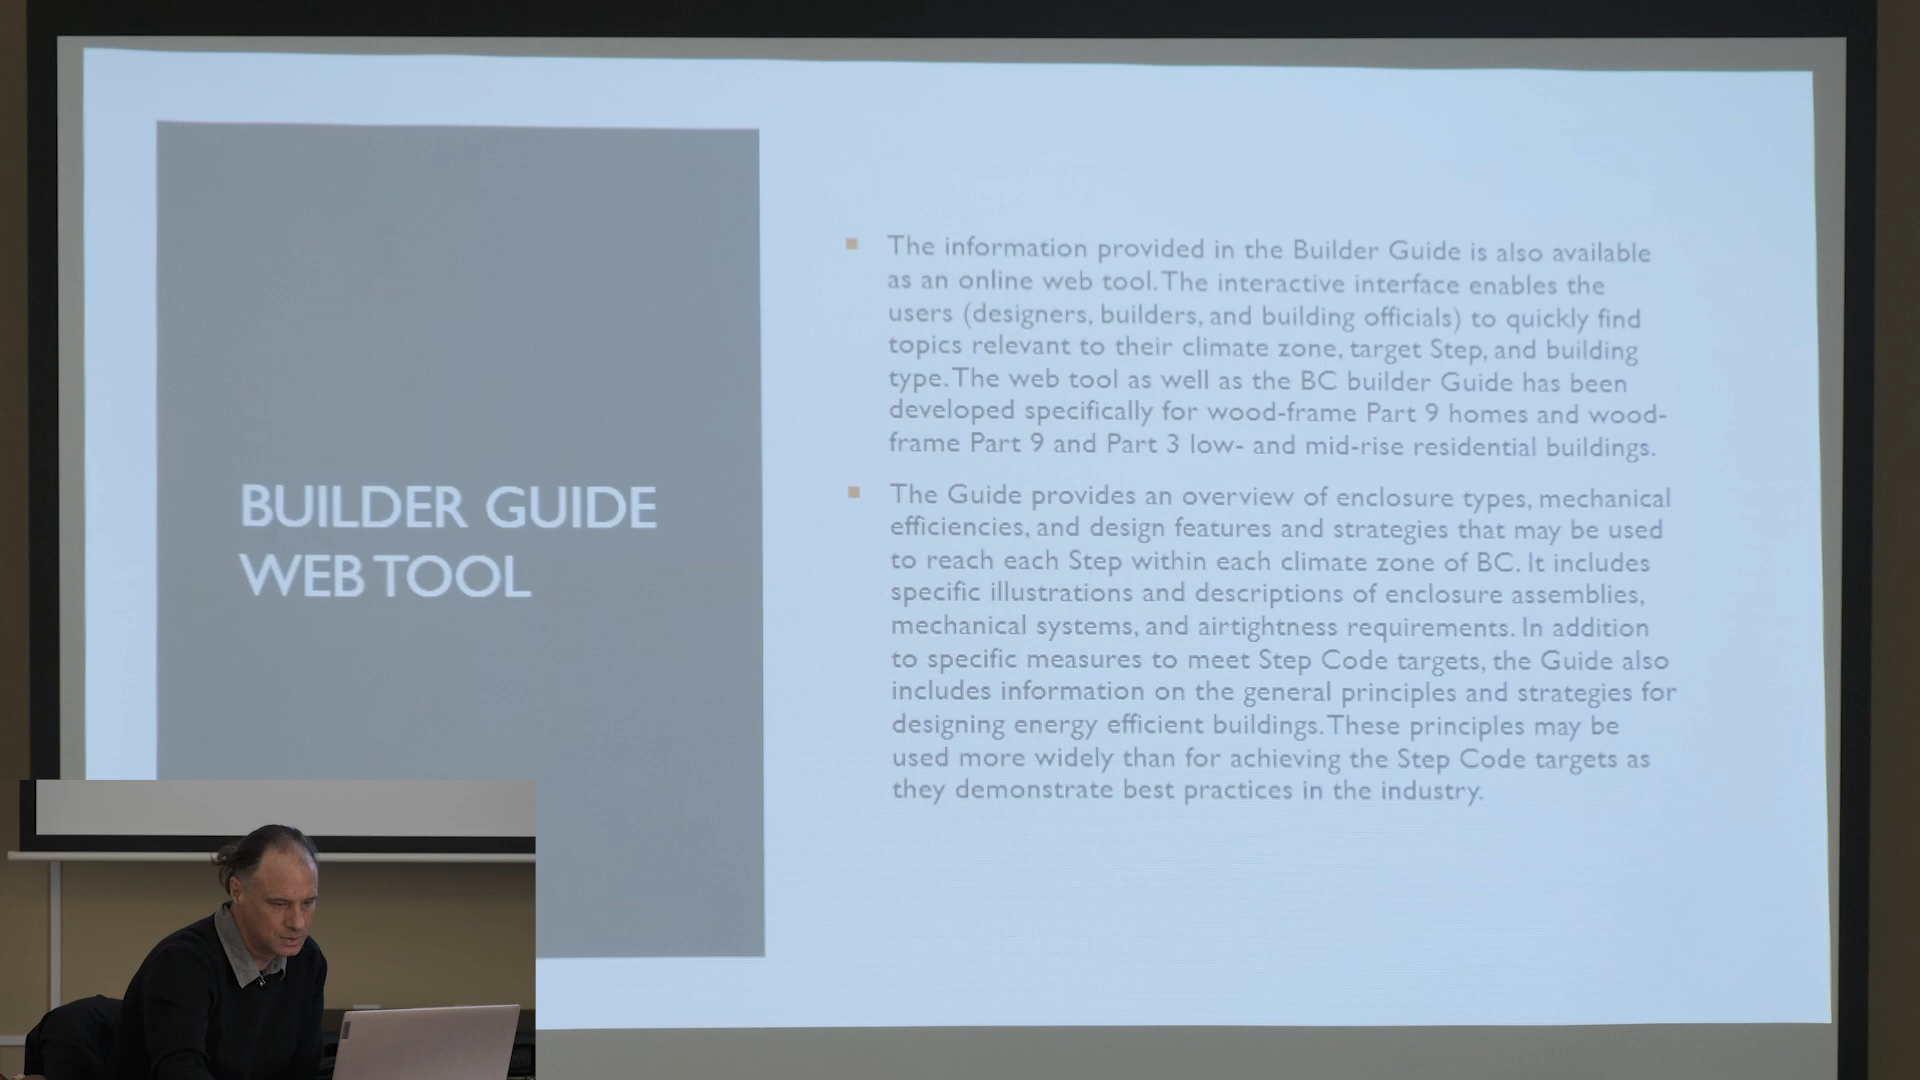 BUILDER GUIDE
WEB TOOL
The information provided in the Builder Guide is also available
as an online web tool. The interactive interface enables the
users (designers, builders, and building officials) to quickly find
topics relevant to their climate zone, target Step, and building
type. The web tool as well as the BC builder Guide has been
developed specifically for wood-frame Part 9 homes and wood-
frame Part 9 and Part 3 low- and mid-rise residential buildings.
The Guide provides an overview of enclosure types, mechanical
efficiencies, and design features and strategies that may be used
to reach each Step within each climate zone of BC. It includes
specific illustrations and descriptions of enclosure assemblies,
mechanical systems, and airtightness requirements. In addition
to specific measures to meet Step Code targets, the Guide also
includes information on the general principles and strategies for
designing energy efficient buildings. These principles may be
used more widely than for achieving the Step Code targets as
they demonstrate best practices in the industry.